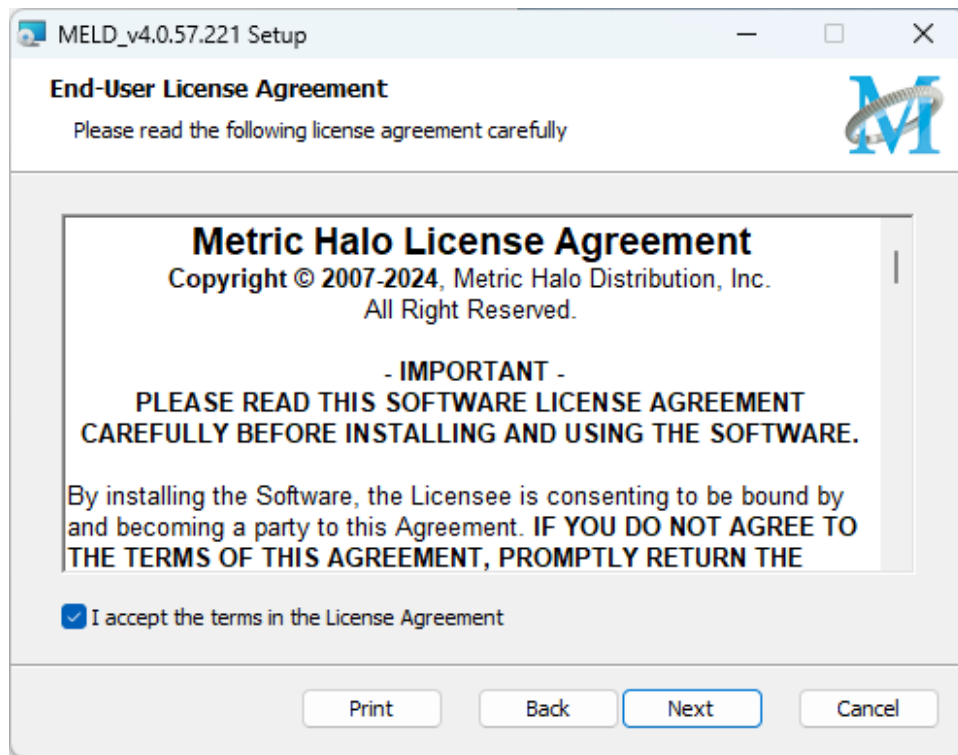 MELD_v4.0.57.221 Setup
End-User License Agreement
Please read the following license agreement carefully
M
Metric Halo License Agreement
Copyright © 2007-2024, Metric Halo Distribution, Inc.
All Right Reserved.
- IMPORTANT -
PLEASE READ THIS SOFTWARE LICENSE AGREEMENT
CAREFULLY BEFORE INSTALLING AND USING THE SOFTWARE.
By installing the Software, the Licensee is consenting to be bound by
and becoming a party to this Agreement. IF YOU DO NOT AGREE TO
THE TERMS OF THIS AGREEMENT, PROMPTLY RETURN THE
I accept the terms in the License Agreement
Print Back Next Cancel